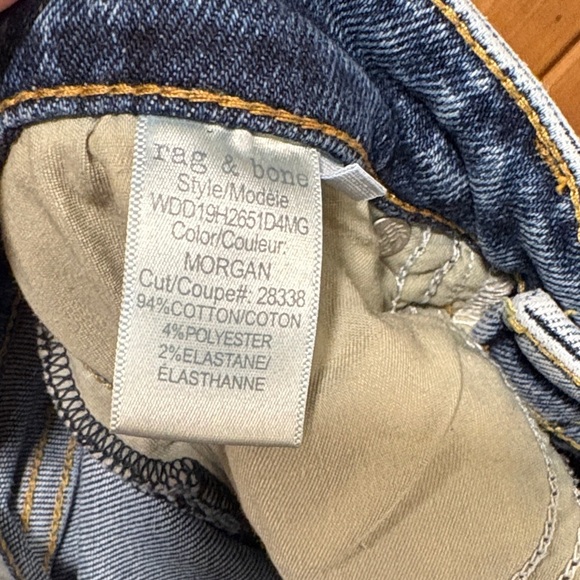 rag & bone
Style/Modèle
WDD19H2651D4MG
Color/Couleur:
MORGAN
Cut/Coupe#: 28338
94%COTTON/COTON
4%POLYESTER
2%ELASTANE/
ÉLASTHANNE